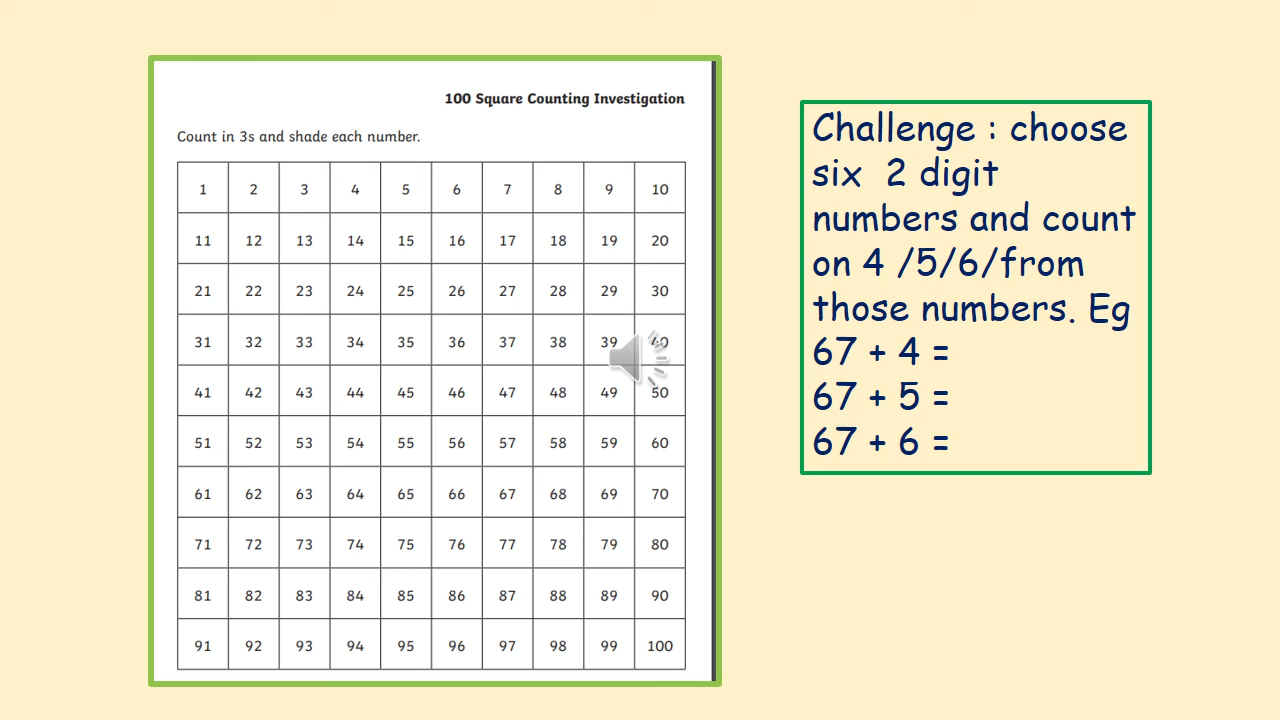 100 Square Counting Investigation
Count in 3s and shade each number.
1 2 3 4 5 6 7 8 9 10
11 12 13 14 15 16 17 18 19 20
21 22 23 24 25 26 27 28 29 30
31 32 33 34 35 36 37 38 39 40
41 42 43 44 45 46 47 48 49 50
51 52 53 54 55 56 57 58 59 60
61 62 63 64 65 66 67 68 69 70
71 72 73 74 75 76 77 78 79 80
81 82 83 84 85 86 87 88 89 90
91 92 93 94 95 96 97 98 99 100
Challenge : choose
six 2 digit
numbers and count
on 4 /5/6/from
those numbers. Eg
67 + 4 =
67 + 5 =
67 + 6 =